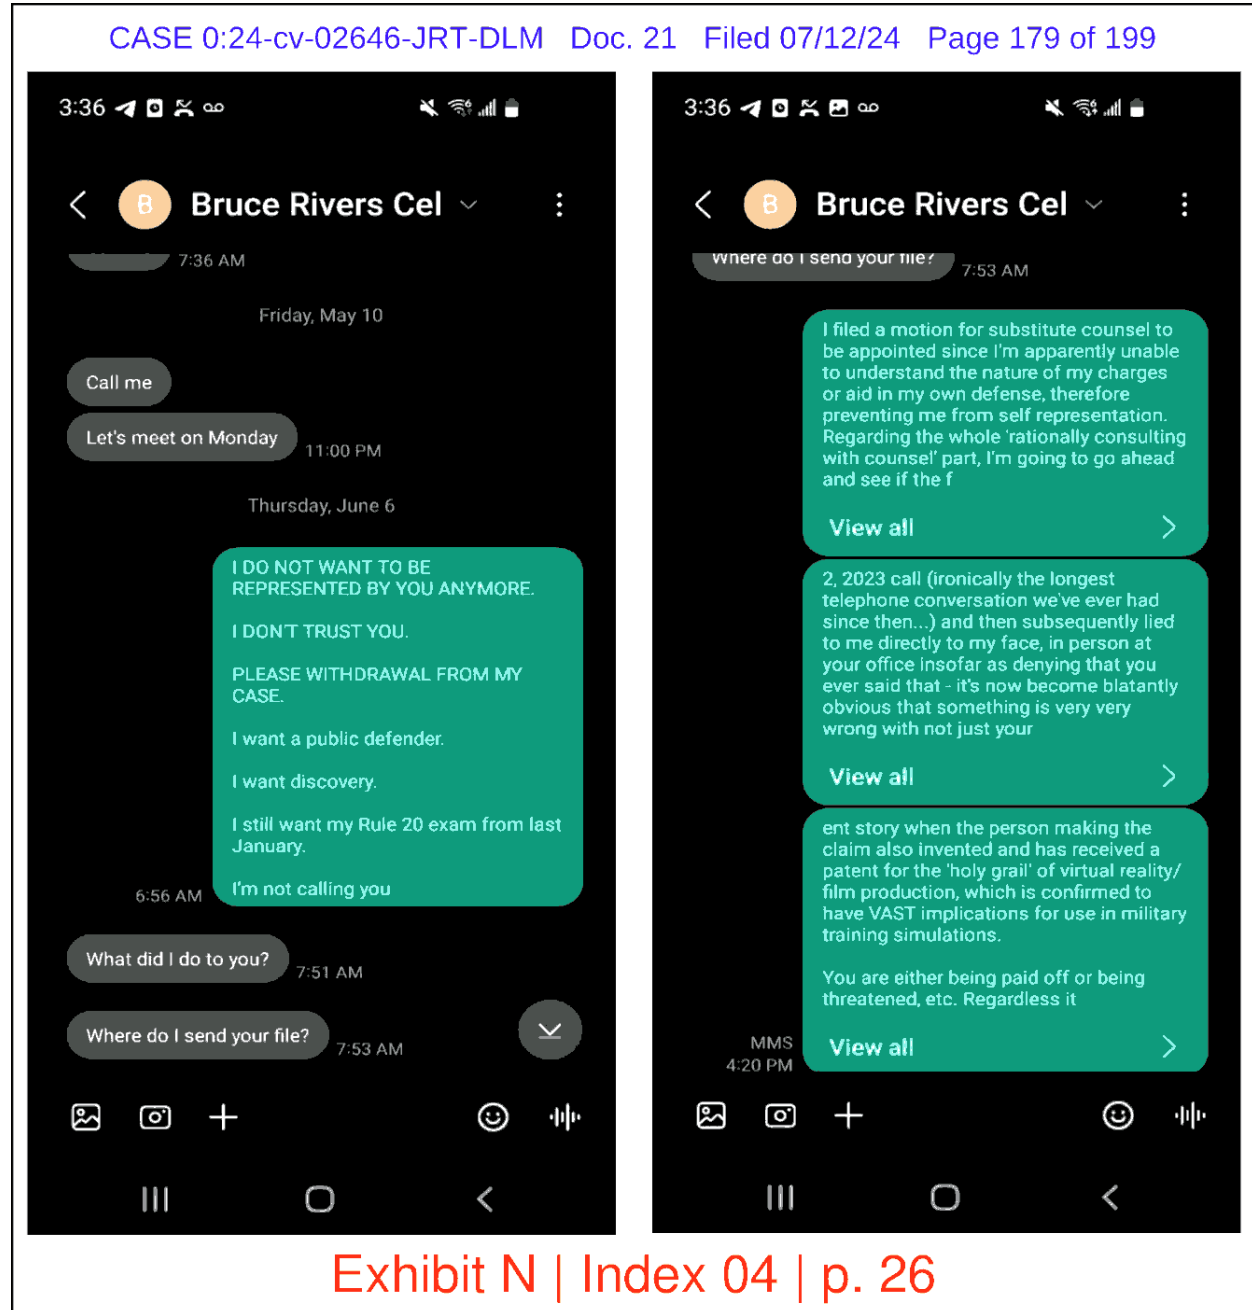 CASE 0:24-cv-02646-JRT-DLM Doc. 21 Filed 07/12/24 Page 179 of 199
3:36
B
Bruce Rivers Cel
7:36 AM
Friday, May 10
Call me
Let's meet on Monday
11:00 PM
Thursday, June 6
I DO NOT WANT TO BE
REPRESENTED BY YOU ANYMORE.
I DON'T TRUST YOU.
PLEASE WITHDRAWAL FROM MY
CASE.
I want a public defender.
I want discovery.
I still want my Rule 20 exam from last
January.
I'm not calling you
6:56 AM
What did I do to you?
7:51 AM
Where do I send your file?
7:53 AM
3:36
B
Bruce Rivers Cel
Where do I send your file?
7:53 AM
I filed a motion for substitute counsel to
be appointed since I'm apparently unable
to understand the nature of my charges
or aid in my own defense, therefore
preventing me from self representation.
Regarding the whole 'rationally consulting
with counsel' part, I'm going to go ahead
and see if the f
View all
2, 2023 call (ironically the longest
telephone conversation we've ever had
since then...) and then subsequently lied
to me directly to my face, in person at
your office insofar as denying that you
ever said that - it's now become blatantly
obvious that something is very very
wrong with not just your
View all
ent story when the person making the
claim also invented and has received a
patent for the 'holy grail' of virtual reality/
film production, which is confirmed to
have VAST implications for use in military
training simulations.
You are either being paid off or being
threatened, etc. Regardless it
View all
MMS
4:20 PM
Exhibit N | Index 04 | p. 26